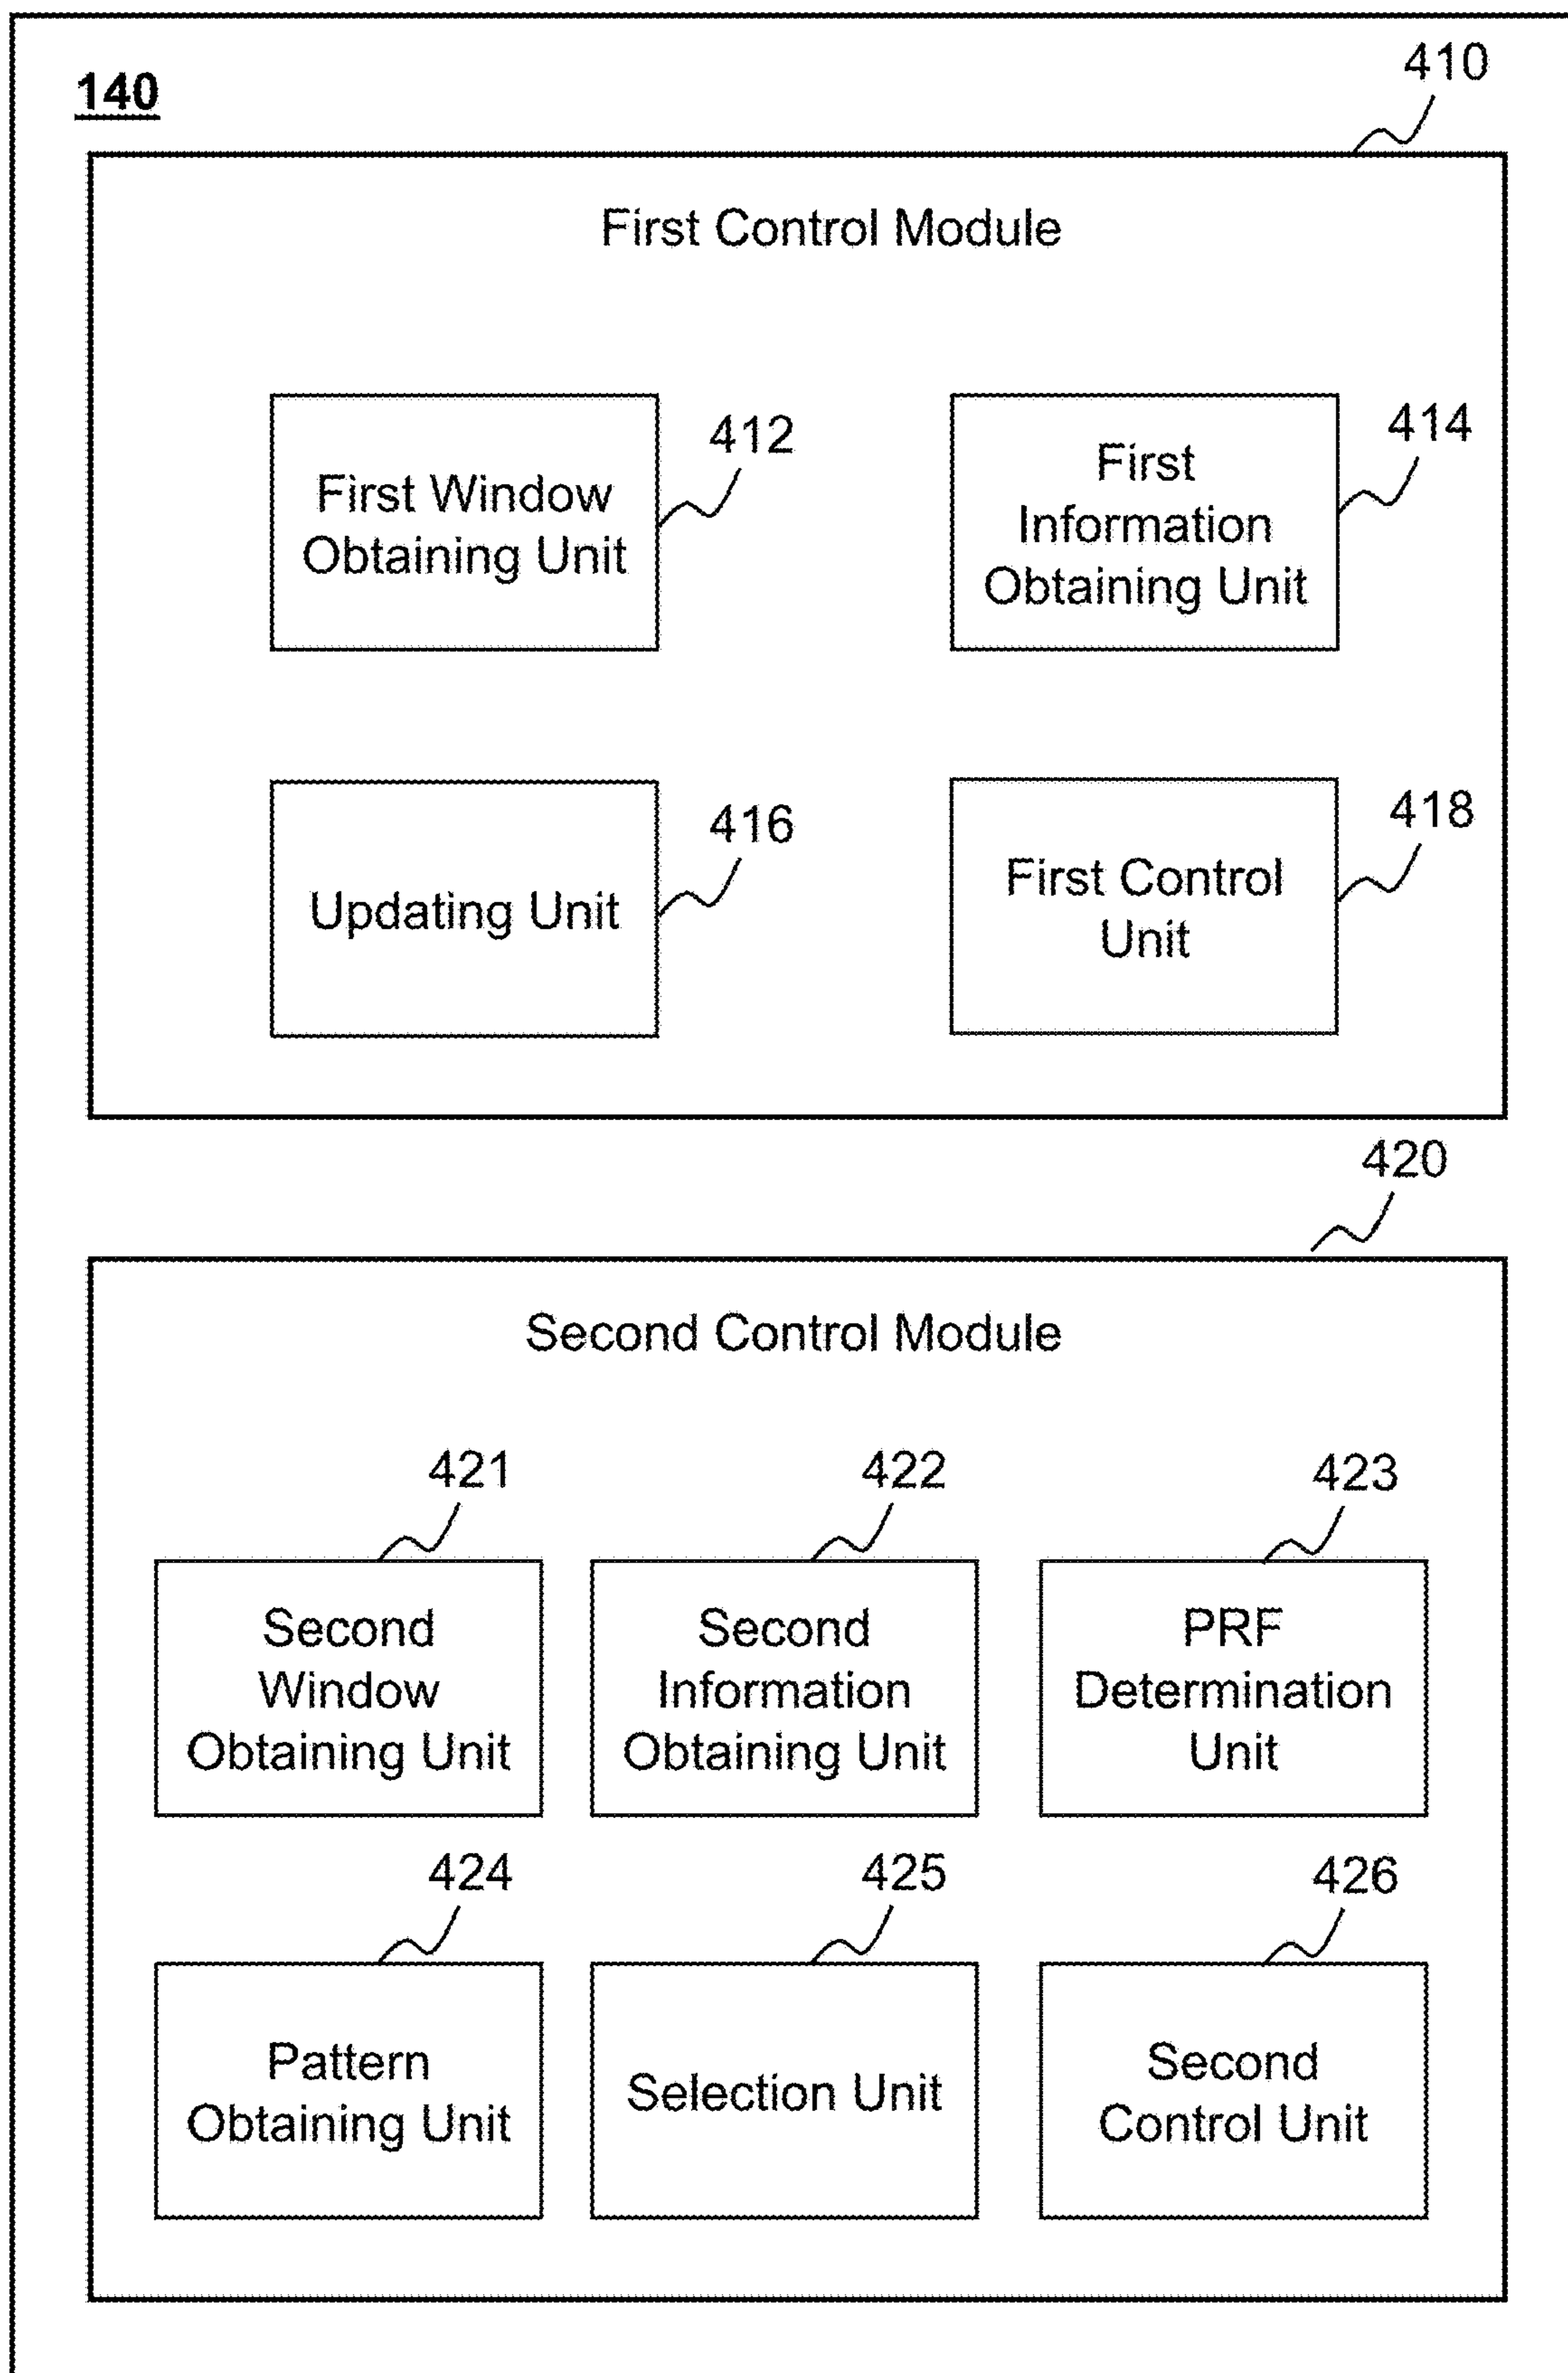 140
410
First Control Module
412
First Window
Obtaining Unit
414
First
Information
Obtaining Unit
416
Updating Unit
418
First Control
Unit
420
Second Control Module
421
Second
Window
Obtaining Unit
422
Second
Information
Obtaining Unit
423
PRF
Determination
Unit
424
Pattern
Obtaining Unit
425
Selection Unit
426
Second
Control Unit